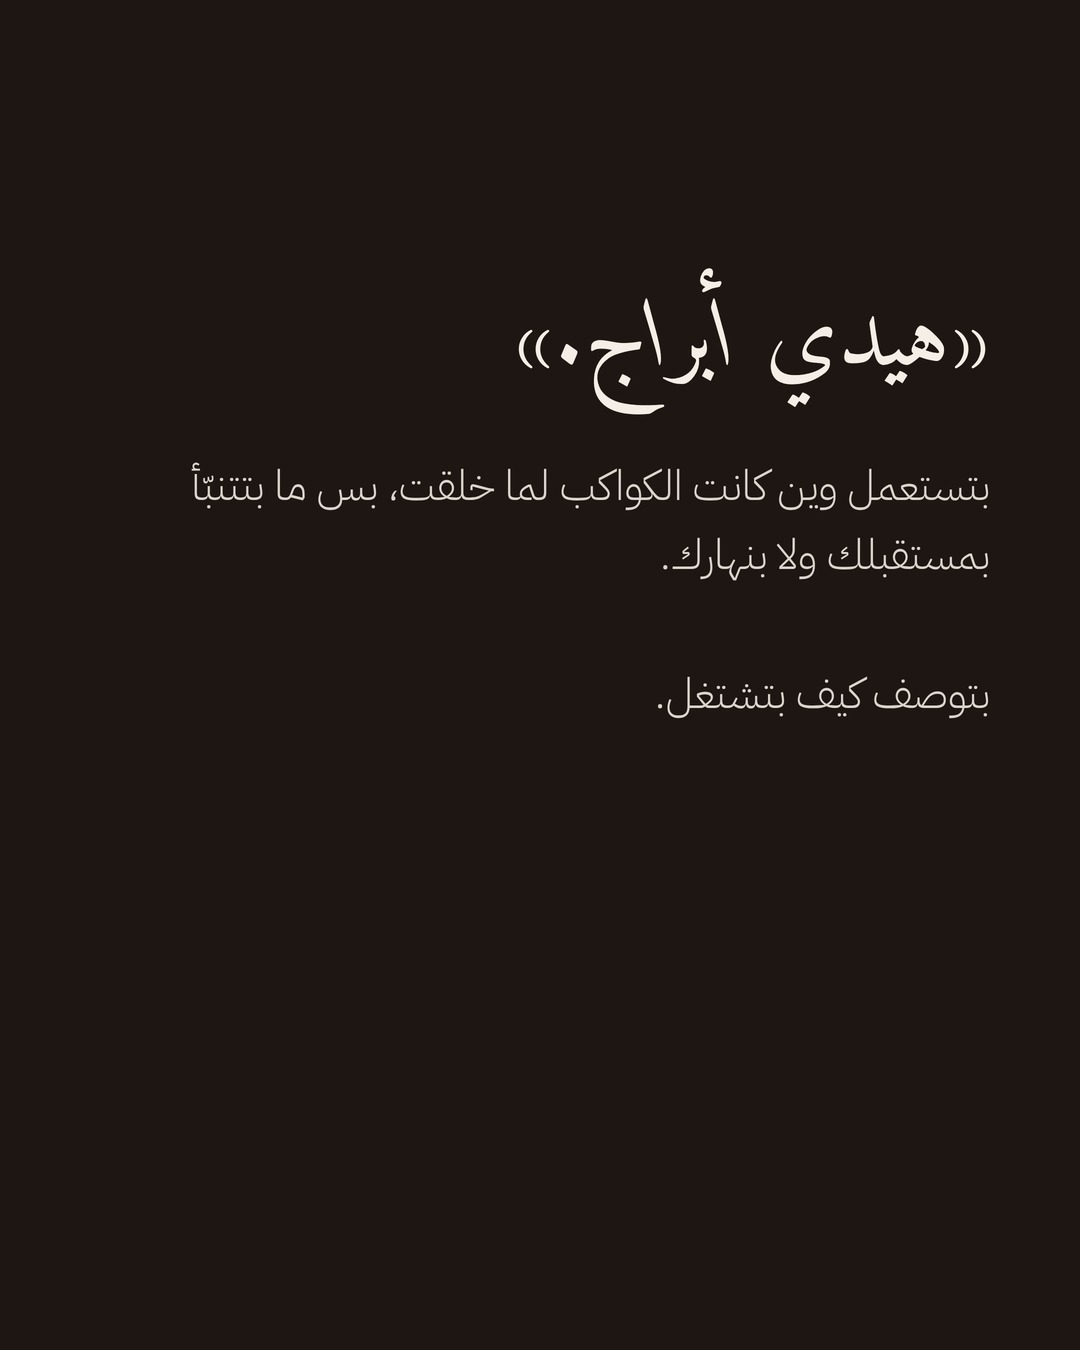 «هيدي أبراج.»
بتستعمل وين كانت الكواكب لما خلقت، بس ما بتتنبّأ
بمستقبلك ولا بنهارك.
بتوصف كيف بتشتغل.